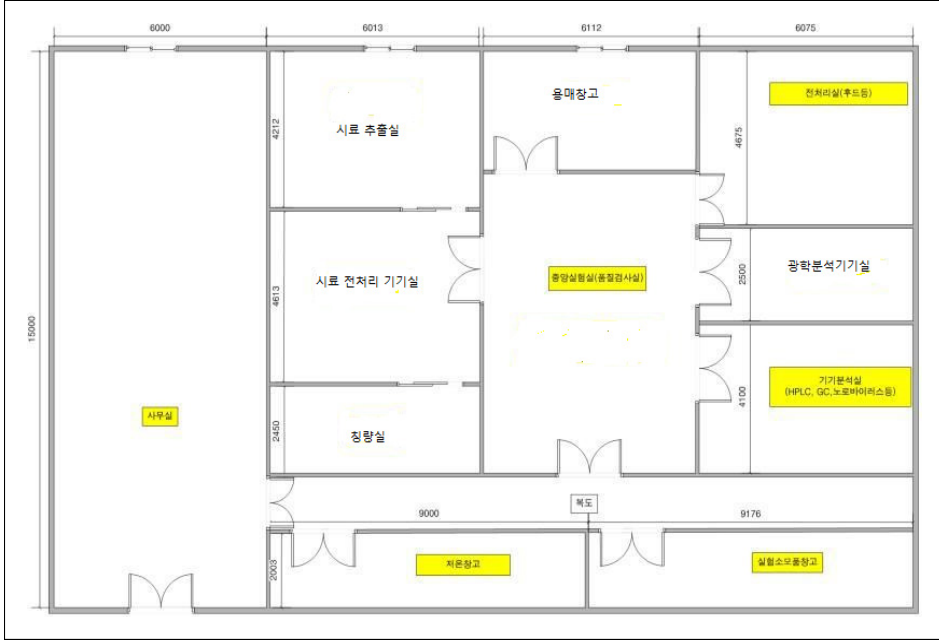 6000
6013
6112
6075
용매창고
전처리실(후드등)
시료 추출실
4212
4675
광학분석기기실
시료 전처리 기기실
중앙실험실(품질검사실)
2500
4613
15000
기기분석실
(HPLC, GC,노로바이러스등)
4100
사무실
칭량실
2450
복도
9000
9176
저온창고
실험소모품창고
2003